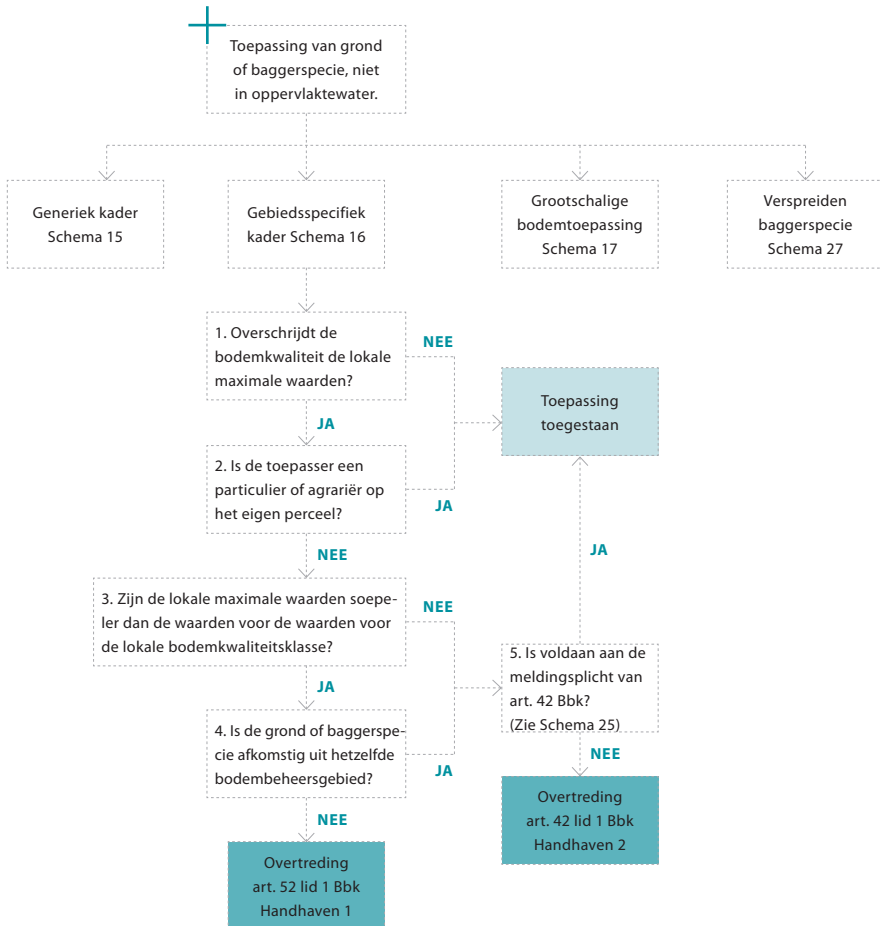 Toepassing van grond
of baggerspecie, niet
in oppervlaktewater.
Generiek kader
Schema 15
Gebiedsspecifiek
kader Schema 16
Grootschalige
bodemtoepassing
Schema 17
Verspreiden
baggerspecie
Schema 27
1. Overschrijdt de
bodemkwaliteit de lokale
maximale waarden?
NEE
Toepassing
toegestaan
JA
2. Is de toepasser een
particulier of agrariër op
het eigen perceel?
JA
NEE
JA
3. Zijn de lokale maximale waarden soepe-
ler dan de waarden voor de waarden voor
de lokale bodemkwaliteitsklasse?
NEE
5. Is voldaan aan de
meldingsplicht van
art. 42 Bbk?
(Zie Schema 25)
JA
4. Is de grond of baggerspe-
cie afkomstig uit hetzelfde
bodembeheersgebied?
JA
NEE
NEE
Overtreding
art. 42 lid 1 Bbk
Handhaven 2
Overtreding
art. 52 lid 1 Bbk
Handhaven 1